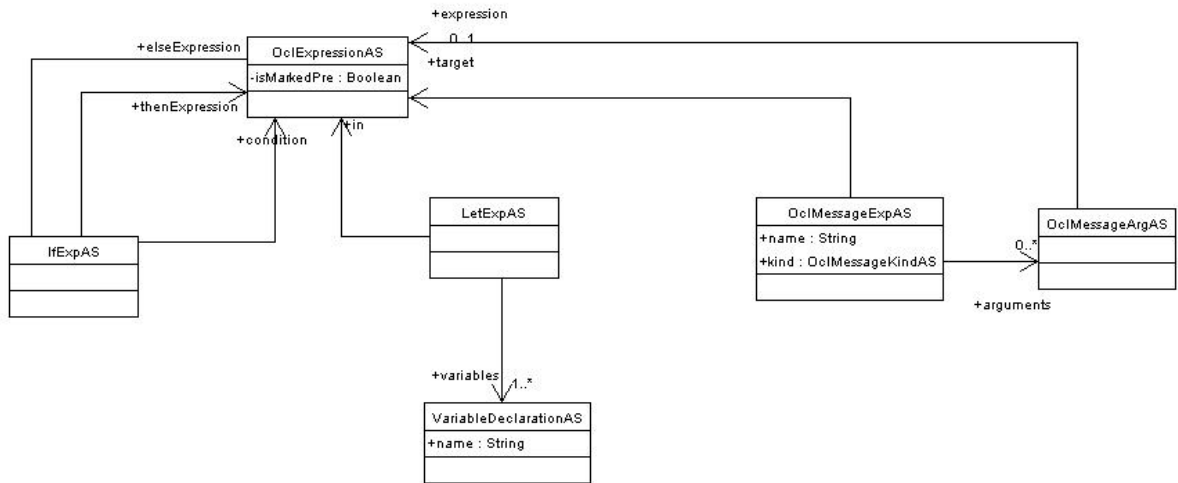 +expression
+elseExpression
OclExpressionAS
0..1
-isMarkedPre : Boolean
+target
+thenExpression
+condition
+in
LetExpAS
OclMessageExpAS
OclMessageArgAS
IfExpAS
+name : String
0..*
+kind : OclMessageKindAS
+arguments
+variables
1..*
VariableDeclarationAS
+name : String